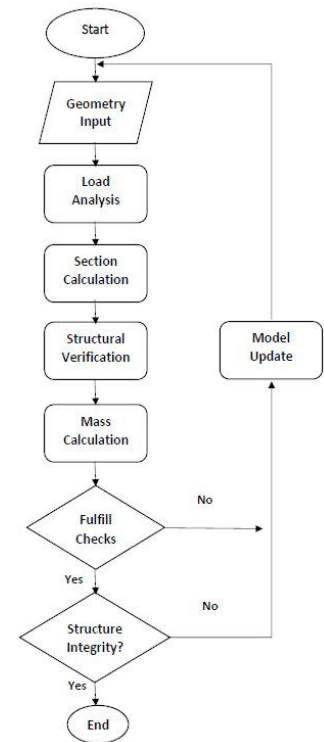 Start
Geometry
Input
Load
Analysis
Section
Calculation
Structural
Verification
Model
Update
Mass
Calculation
No
Fulfill
Checks
Yes
No
Structure
Integrity?
Yes
End